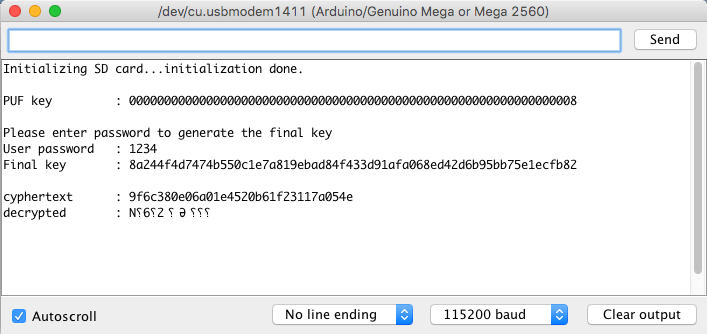 /dev/cu.usbmodem1411 (Arduino/Genuino Mega or Mega 2560)
Send
Initializing SD card...initialization done.
PUF key : 0000000000000000000000000000000000000000000000000000000000000008
Please enter password to generate the final key
User password : 1234
Final key : 8a244f4d7474b550c1e7a819ebad84f433d91afa068ed42d6b95bb75e1ecfb82
cyphertext : 9f6c380e06a01e4520b61f23117a054e
decrypted : N⸮6⸮2 ⸮ ∂ ⸮⸮⸮
Autoscroll
No line ending
115200 baud
Clear output